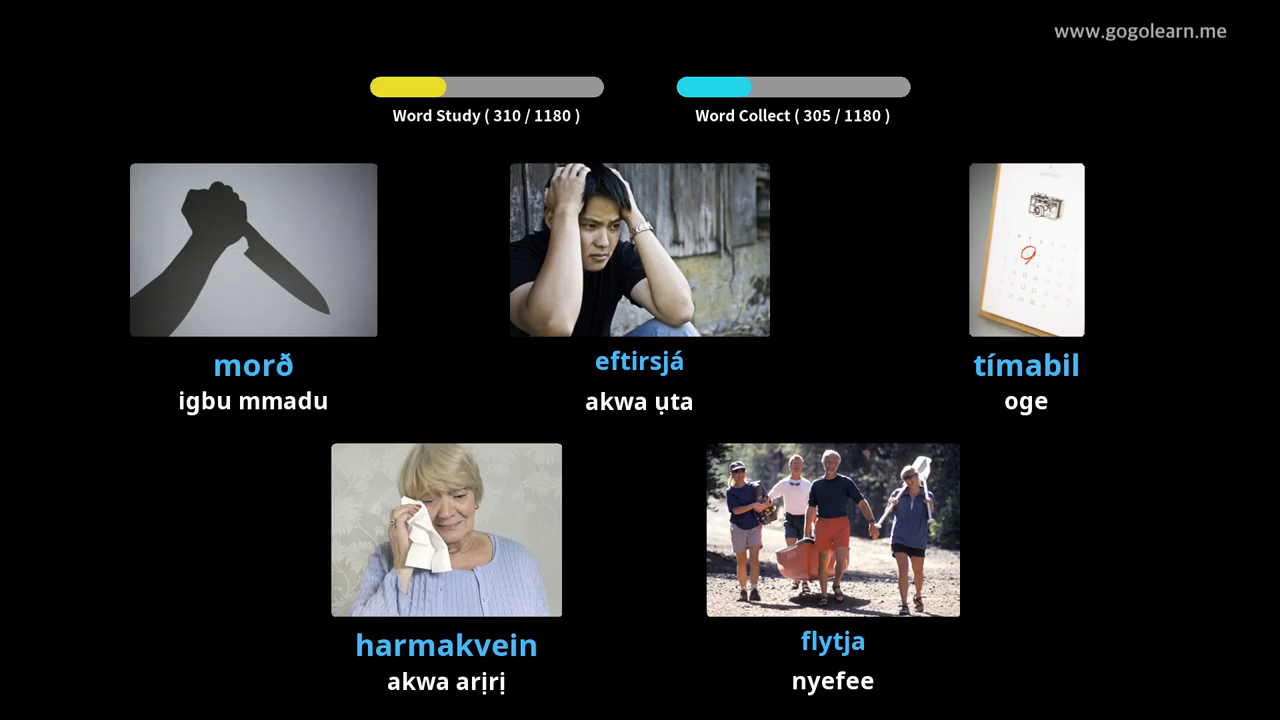 www.gogolearn.me
Word Study ( 310 / 1180 )
Word Collect ( 305 / 1180 )
morð
igbu mmadu
eftirsjá
akwa ụta
tímabil
oge
harmakvein
akwa arịrị
flytja
nyefee